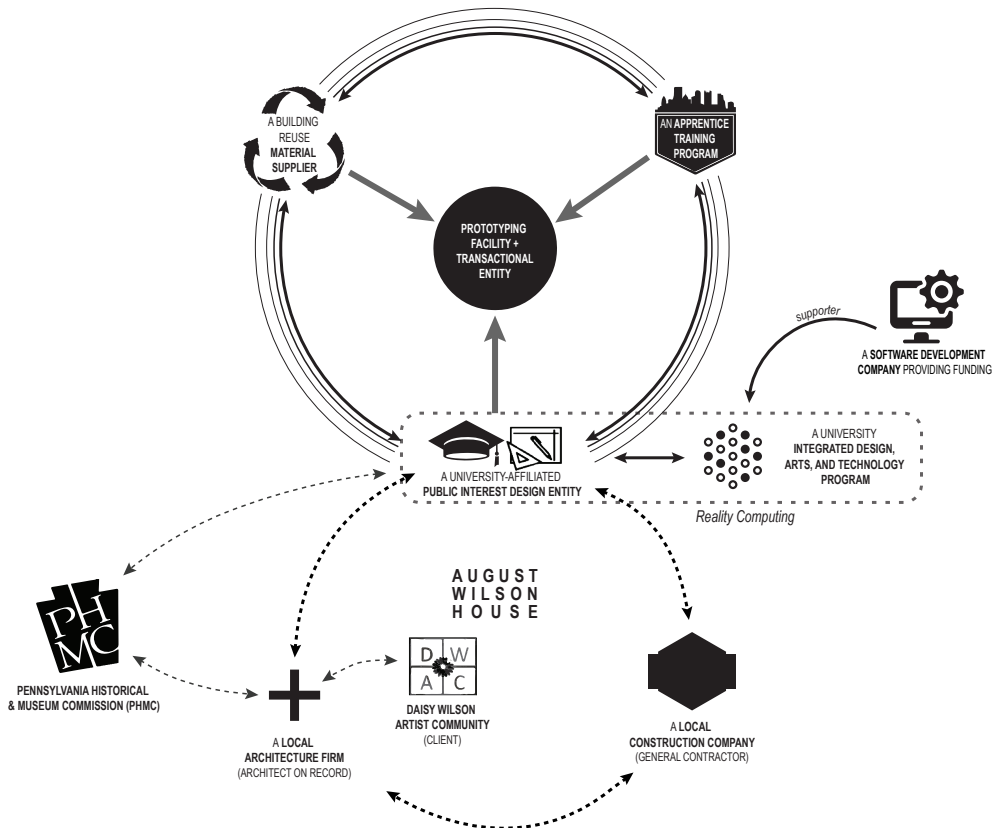 A BUILDING
REUSE
MATERIAL
SUPPLIER
AN APPRENTICE
TRAINING
PROGRAM
PROTOTYPING
FACILITY +
TRANSACTIONAL
ENTITY
supporter
A SOFTWARE DEVELOPMENT
COMPANY PROVIDING FUNDING
A UNIVERSITY-AFFILIATED
PUBLIC INTEREST DESIGN ENTITY
A UNIVERSITY
INTEGRATED DESIGN,
ARTS, AND TECHNOLOGY
PROGRAM
Reality Computing
AUGUST
WILSON
HOUSE
PH
MC
PENNSYLVANIA HISTORICAL
& MUSEUM COMMISSION (PHMC)
D W
A C
DAISY WILSON
ARTIST COMMUNITY
(CLIENT)
A LOCAL
ARCHITECTURE FIRM
(ARCHITECT ON RECORD)
A LOCAL
CONSTRUCTION COMPANY
(GENERAL CONTRACTOR)